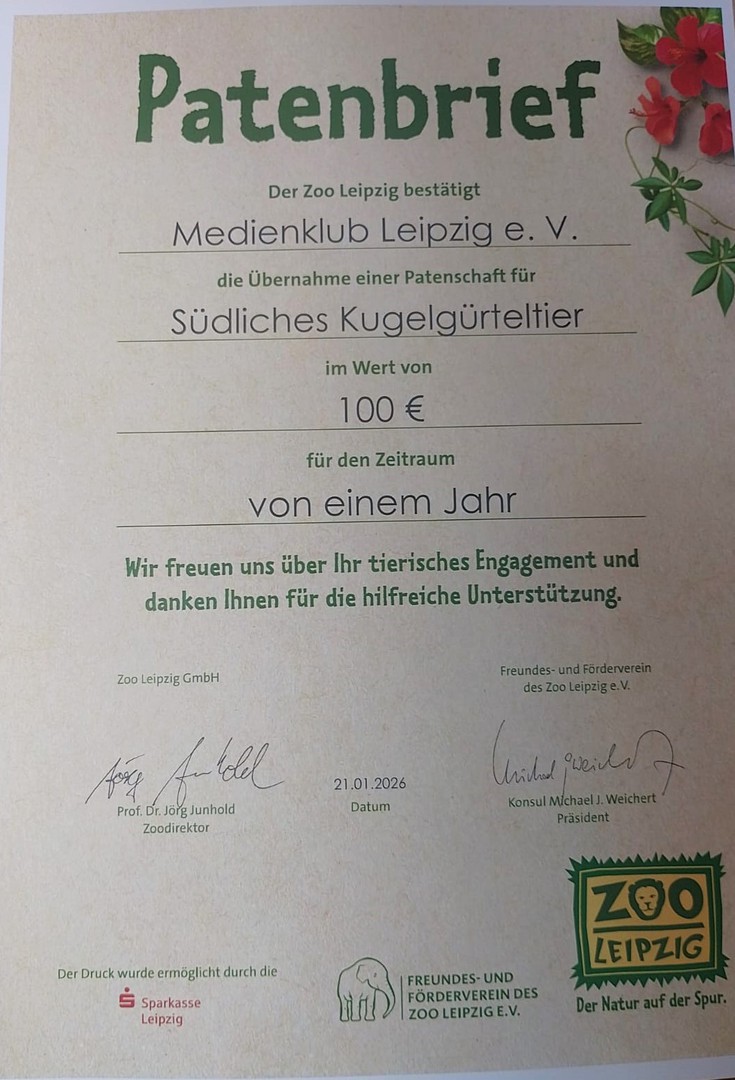 Patenbrief
Der Zoo Leipzig bestätigt
Medienklub Leipzig e. V.
die Übernahme einer Patenschaft für
Südliches Kugelgürteltier
im Wert von
100 €
für den Zeitraum
von einem Jahr
Wir freuen uns über Ihr tierisches Engagement und
danken Ihnen für die hilfreiche Unterstützung.
Zoo Leipzig GmbH
Freundes- und Förderverein
des Zoo Leipzig e. V.
Jörg Junhold
Michael J. Weichert
21.01.2026
Prof. Dr. Jörg Junhold
Zoodirektor
Datum
Konsul Michael J. Weichert
Präsident
Der Druck wurde ermöglicht durch die
Sparkasse
Leipzig
FREUNDES- UND
FÖRDERVEREIN DES
ZOO LEIPZIG E.V.
ZOO
LEIPZIG
Der Natur auf der Spur.